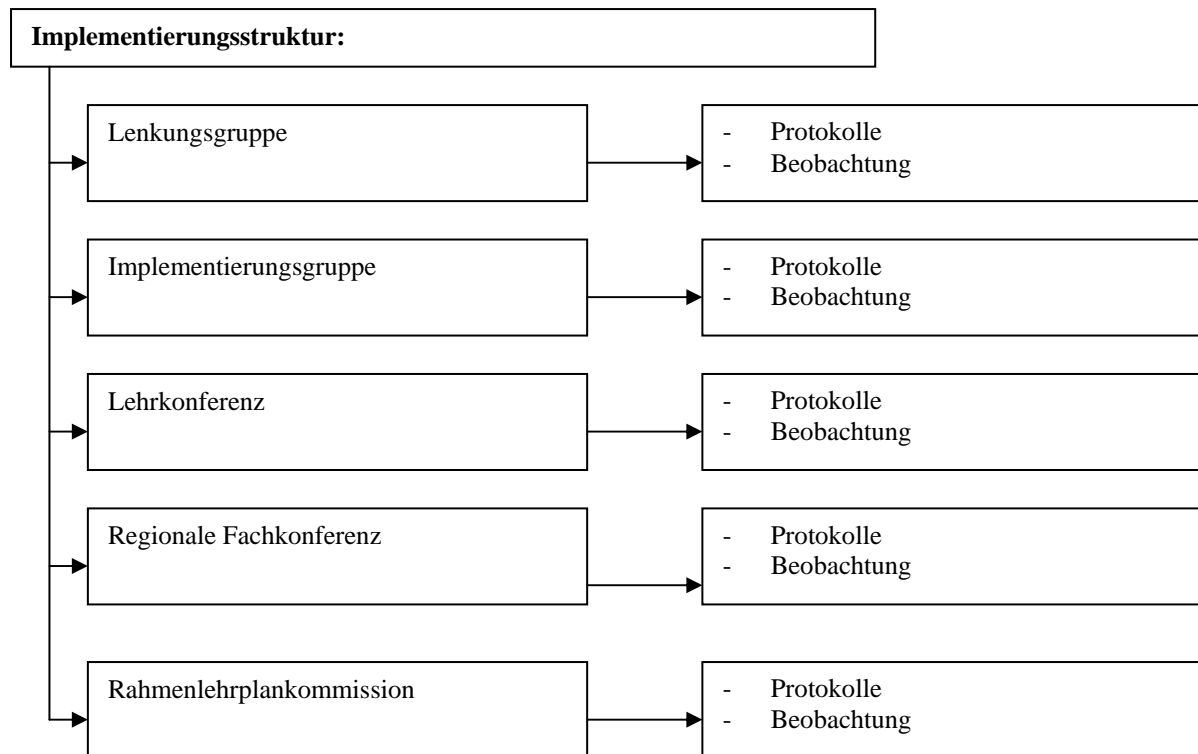 Implementierungsstruktur:
Lenkungsgruppe
- Protokolle
- Beobachtung
Implementierungsgruppe
- Protokolle
- Beobachtung
Lehrkonferenz
- Protokolle
- Beobachtung
Regionale Fachkonferenz
- Protokolle
- Beobachtung
Rahmenlehrplankommission
- Protokolle
- Beobachtung